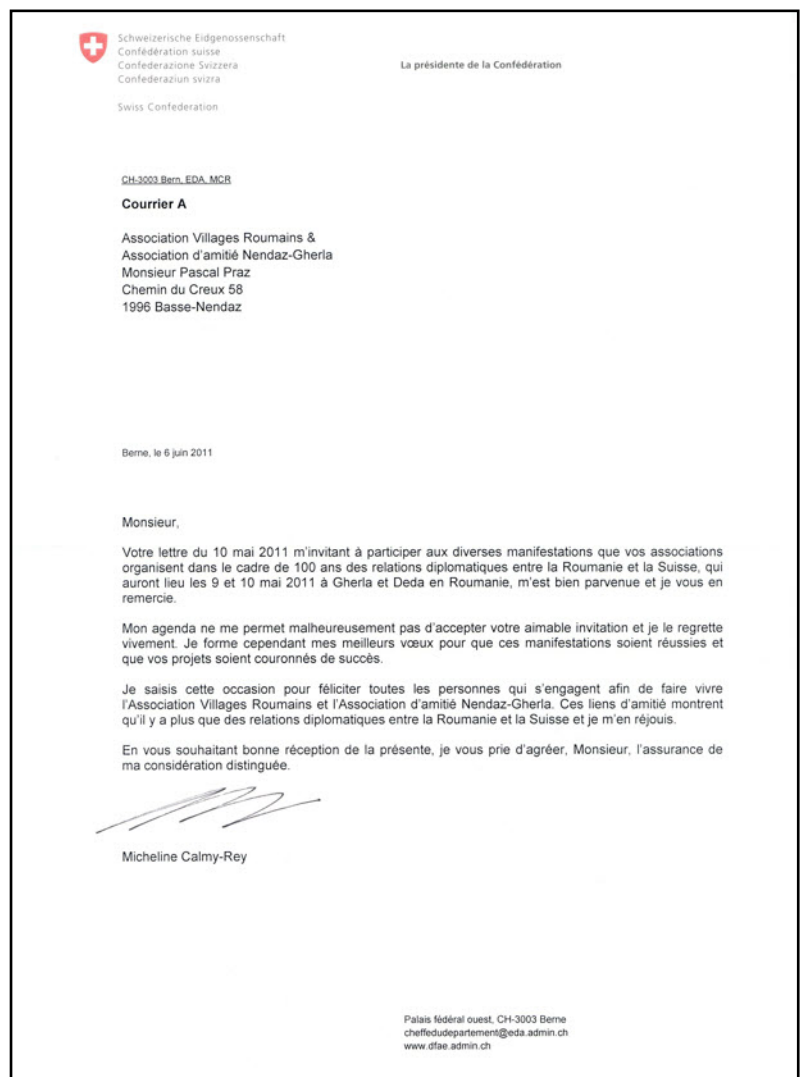 Schweizerische Eidgenossenschaft
Confédération suisse
Confederazione Svizzera
Confederaziun svizra
Swiss Confederation
La présidente de la Confédération
CH-3003 Bern, EDA, MCR
Courrier A
Association Villages Roumains &
Association d'amitié Nendaz-Gherla
Monsieur Pascal Praz
Chemin du Creux 58
1996 Basse-Nendaz
Berne, le 6 juin 2011
Monsieur,
Votre lettre du 10 mai 2011 m'invitant à participer aux diverses manifestations que vos associations
organisent dans le cadre de 100 ans des relations diplomatiques entre la Roumanie et la Suisse, qui
auront lieu les 9 et 10 mai 2011 à Gherla et Deda en Roumanie, m'est bien parvenue et je vous en
remercie.
Mon agenda ne me permet malheureusement pas d'accepter votre aimable invitation et je le regrette
vivement. Je forme cependant mes meilleurs vœux pour que ces manifestations soient réussies et
que vos projets soient couronnés de succès.
Je saisis cette occasion pour féliciter toutes les personnes qui s'engagent afin de faire vivre
l'Association Villages Roumains et l'Association d'amitié Nendaz-Gherla. Ces liens d'amitié montrent
qu'il y a plus que des relations diplomatiques entre la Roumanie et la Suisse et je m'en réjouis.
En vous souhaitant bonne réception de la présente, je vous prie d'agréer, Monsieur, l'assurance de
ma considération distinguée.
Micheline Calmy-Rey
Palais fédéral ouest, CH-3003 Berne
cheffedudepartement@eda.admin.ch
www.dfae.admin.ch